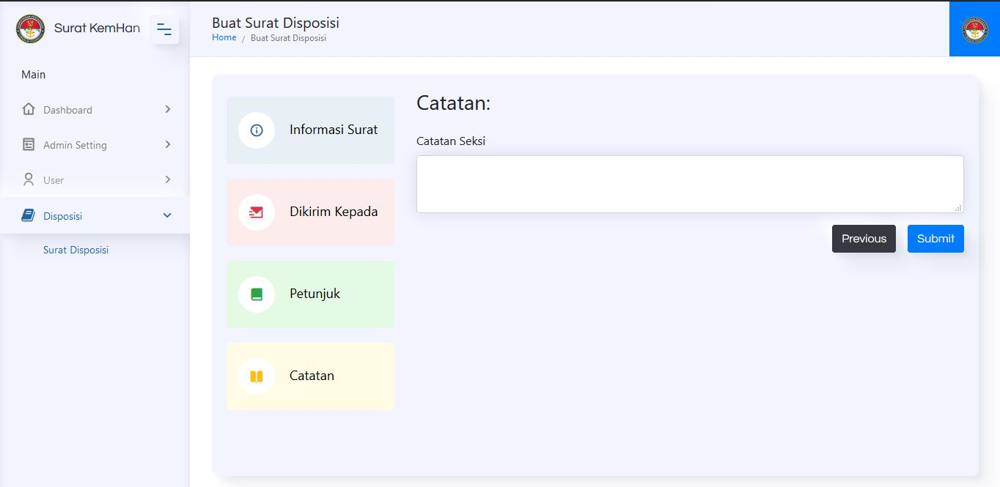 Surat KemHan
Main
Dashboard
Admin Setting
User
Disposisi
Surat Disposisi
Buat Surat Disposisi
Home / Buat Surat Disposisi
Informasi Surat
Dikirim Kepada
Petunjuk
Catatan
Catatan:
Catatan Seksi
Previous
Submit